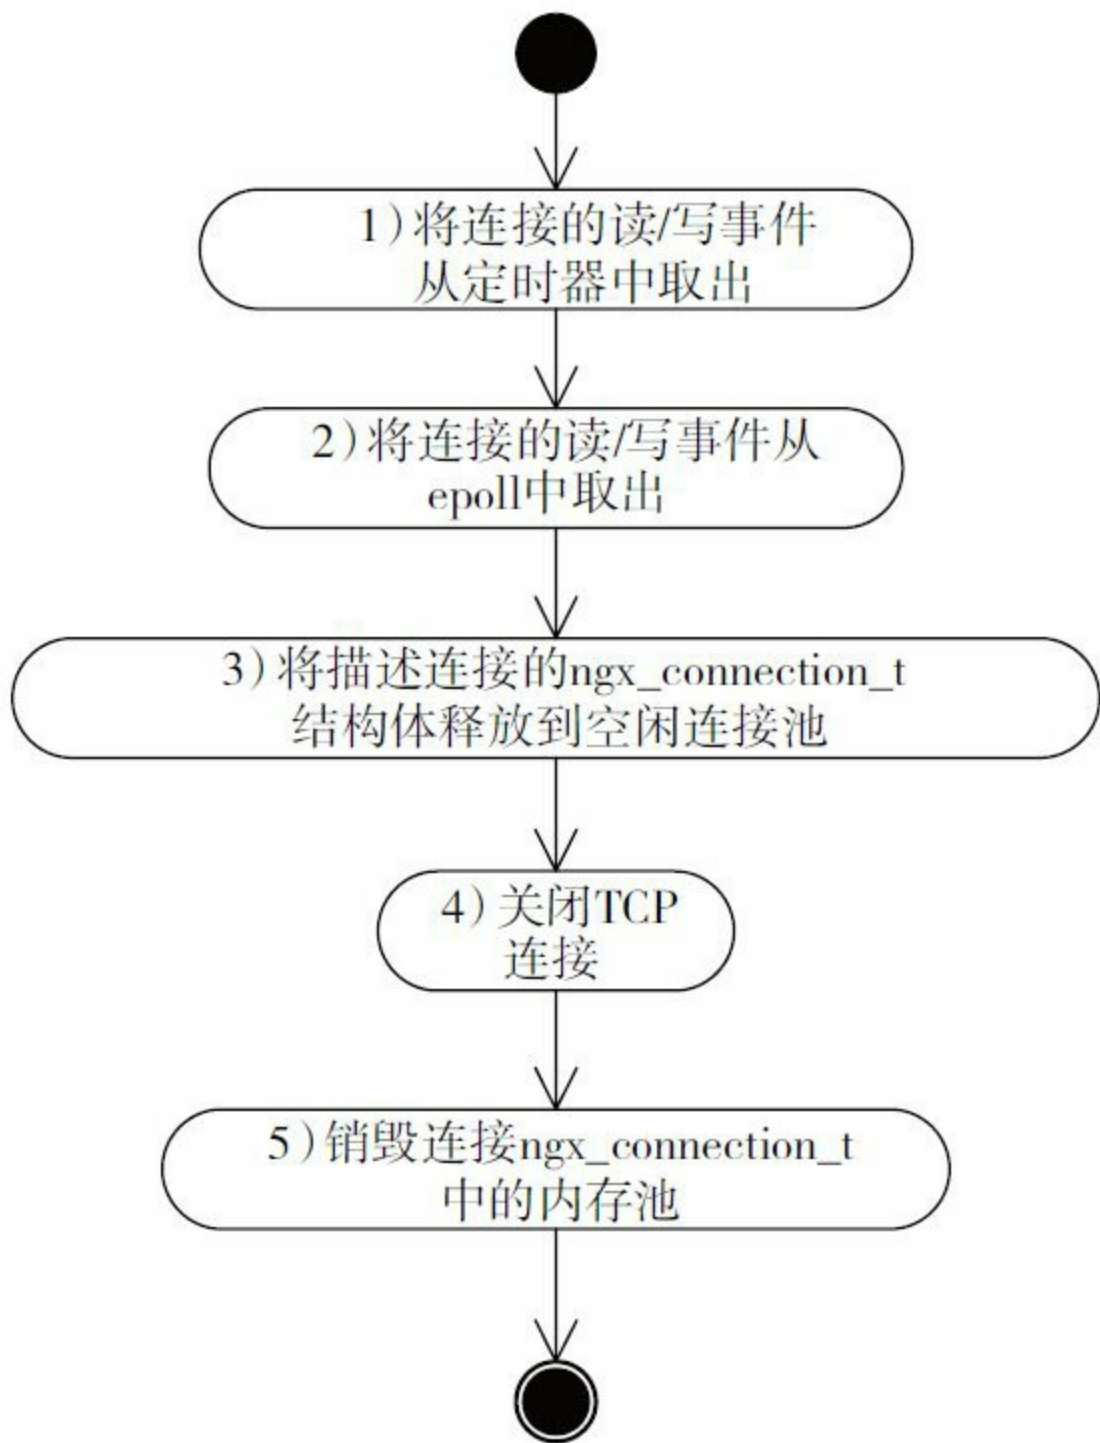 1)将连接的读/写事件
从定时器中取出
2)将连接的读/写事件从
epoll中取出
3)将描述连接的ngx_connection_t
结构体释放到空闲连接池
4)关闭TCP
连接
5)销毁连接ngx_connection_t
中的内存池